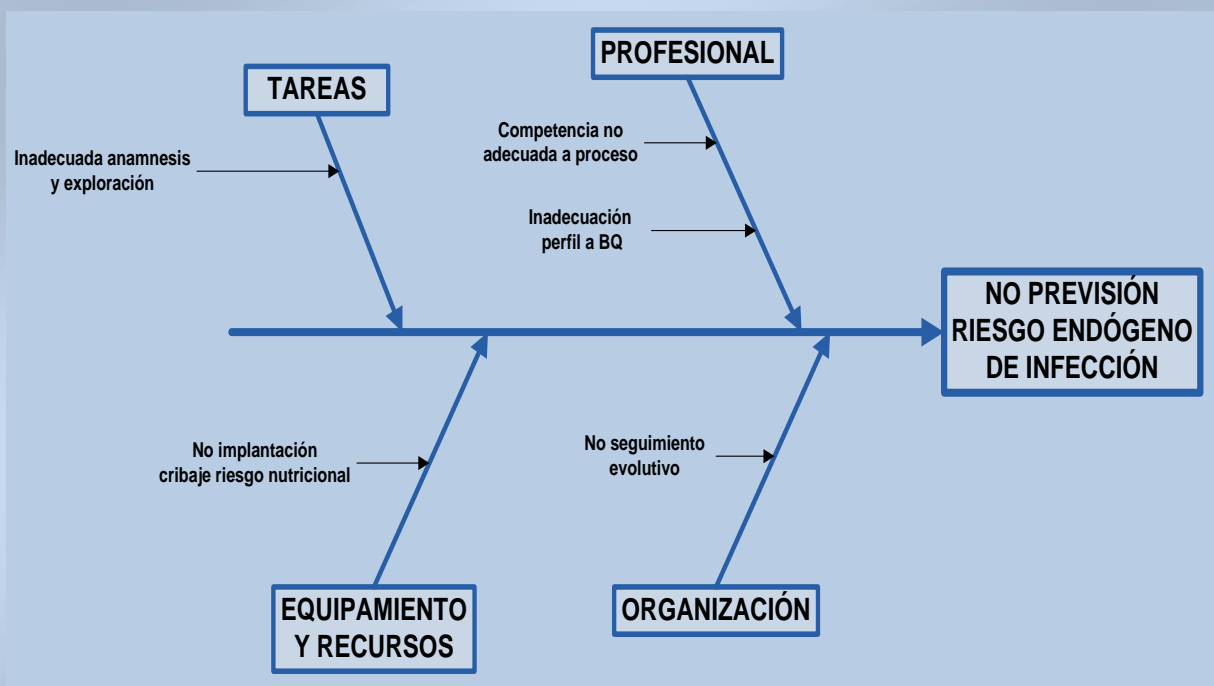 PROFESIONAL
TAREAS
Competencia no
adecuada a proceso
Inadecuada anamnesis
y exploración
Inadecuación
perfil a BQ
NO PREVISIÓN
RIESGO ENDÓGENO
DE INFECCIÓN
No implantación
cribaje riesgo nutricional
No seguimiento
evolutivo
EQUIPAMIENTO
Y RECURSOS
ORGANIZACIÓN